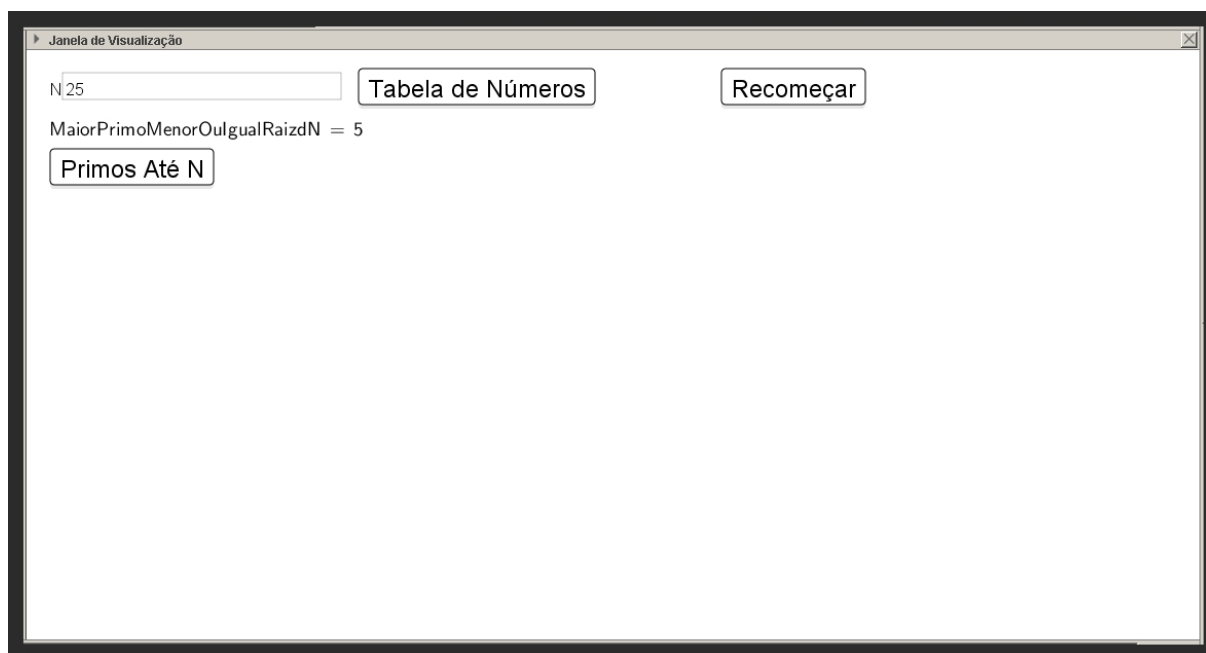 Janela de Visualização
N 25 Tabela de Números Recomeçar
MaiorPrimoMenorOuIgualRaizdN = 5
Primos Até N